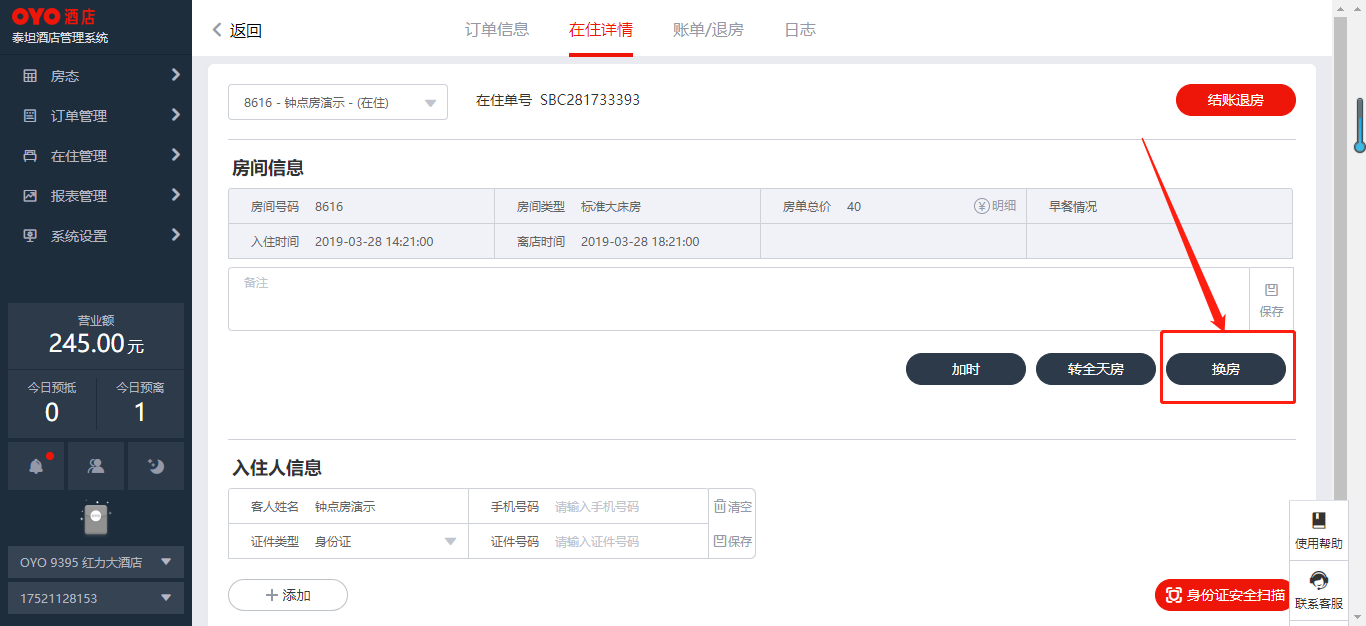 OYO 酒店
泰坦酒店管理系统
房态
订单管理
在住管理
报表管理
系统设置
营业额
245.00元
今日预抵 今日预离
0 1
OYO 9395 红力大酒店
17521128153
返回 订单信息 在住详情 账单/退房 日志
8616 - 钟点房演示 - (在住) 在住单号 SBC281733393 结账退房
房间信息
房间号码 8616 房间类型 标准大床房 房单总价 40 明细 早餐情况
入住时间 2019-03-28 14:21:00 离店时间 2019-03-28 18:21:00
备注
保存
加时 转全天房 换房
入住人信息
客人姓名 钟点房演示 手机号码 请输入手机号码 清空
证件类型 身份证 证件号码 请输入证件号码 保存
添加 身份证安全扫描
使用帮助
联系客服